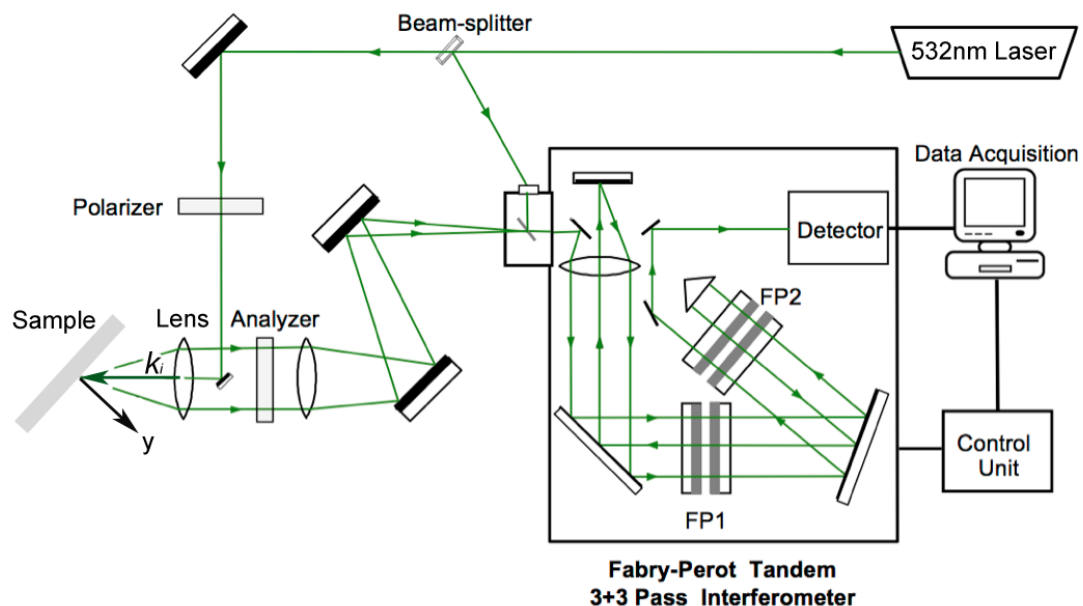 Beam-splitter
532nm Laser
Data Acquisition
Polarizer
Detector
Sample
Lens
Analyzer
FP2
ki
y
Control
Unit
FP1
Fabry-Perot Tandem
3+3 Pass Interferometer